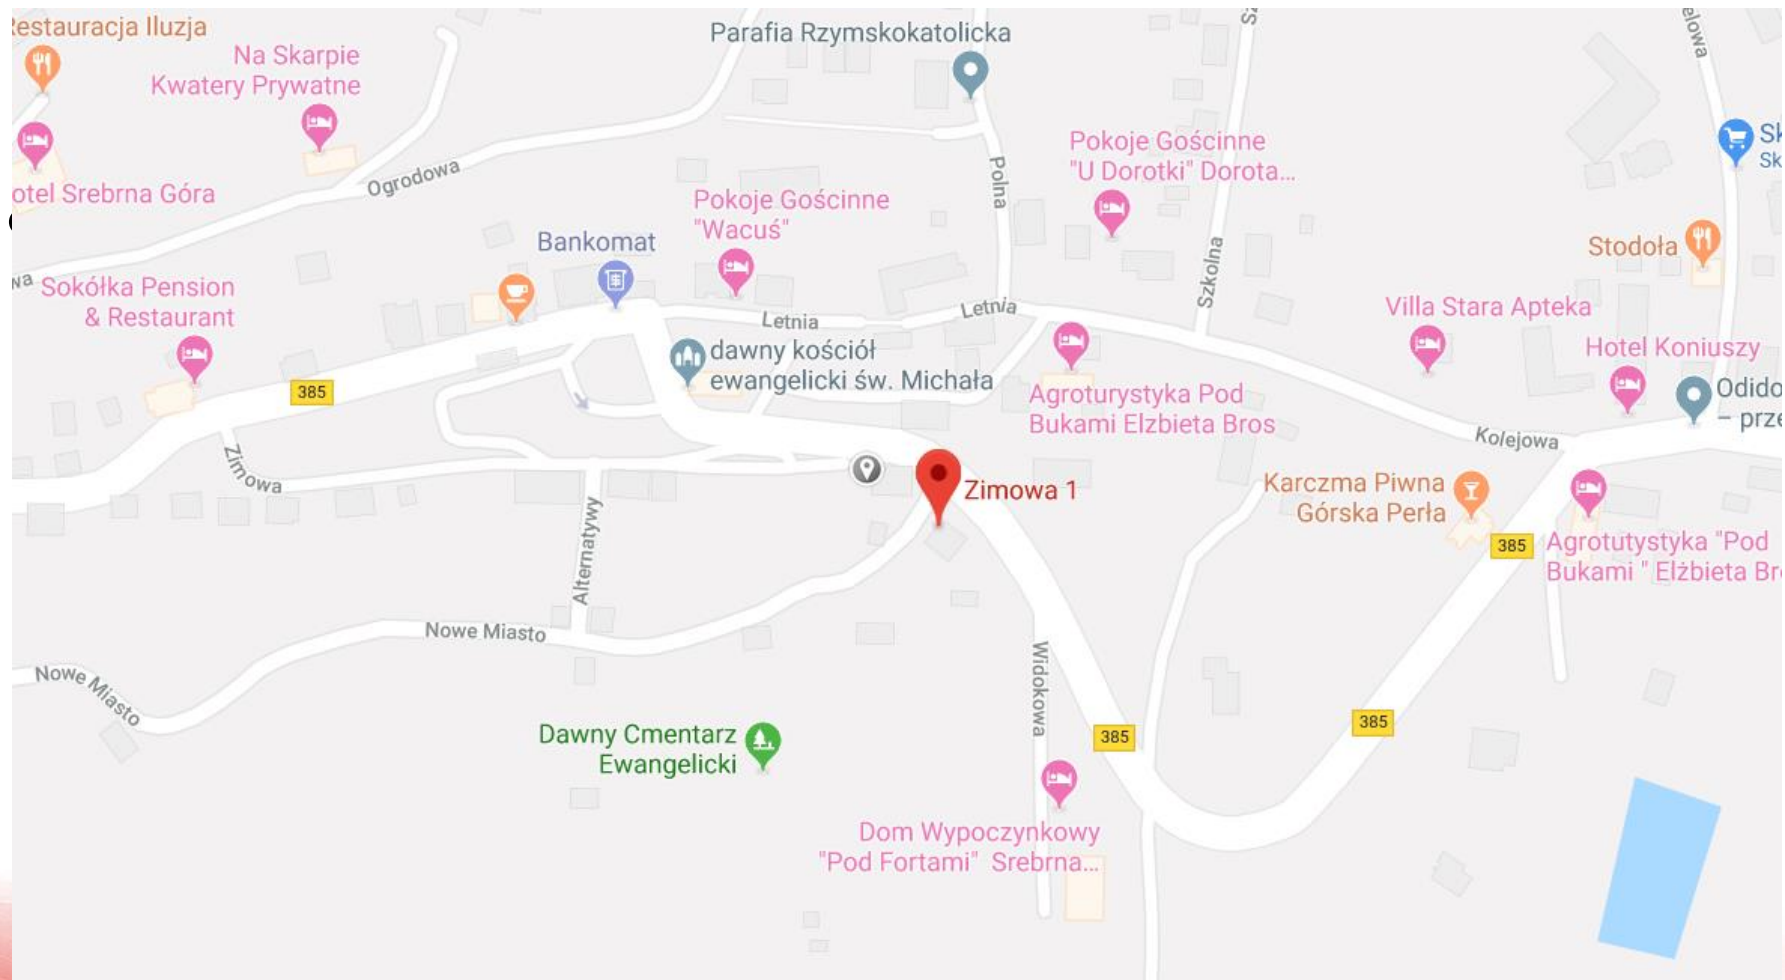 Restauracja Iluzja
Parafia Rzymskokatolicka
Na Skarpie
Kwatery Prywatne
Pokoje Gościnne
"U Dorotki" Dorota...
Polna
Ogrodowa
otel Srebrna Góra
Pokoje Gościnne
"Wacuś"
Bankomat
Stodoła
Szkolna
Sokółka Pension
& Restaurant
Letnia
Letnia
Villa Stara Apteka
Hotel Koniuszy
dawny kościół
ewangelicki św. Michała
385
Agroturystyka Pod
Bukami Elzbieta Bros
Odido
– prze
Kolejowa
Zimowa
Zimowa 1
Karczma Piwna
Górska Perła
385
Agrotutystyka "Pod
Bukami " Elżbieta Br
Alternatywy
Nowe Miasto
Nowe Miasto
Widokowa
385
385
Dawny Cmentarz
Ewangelicki
Dom Wypoczynkowy
"Pod Fortami" Srebrna...